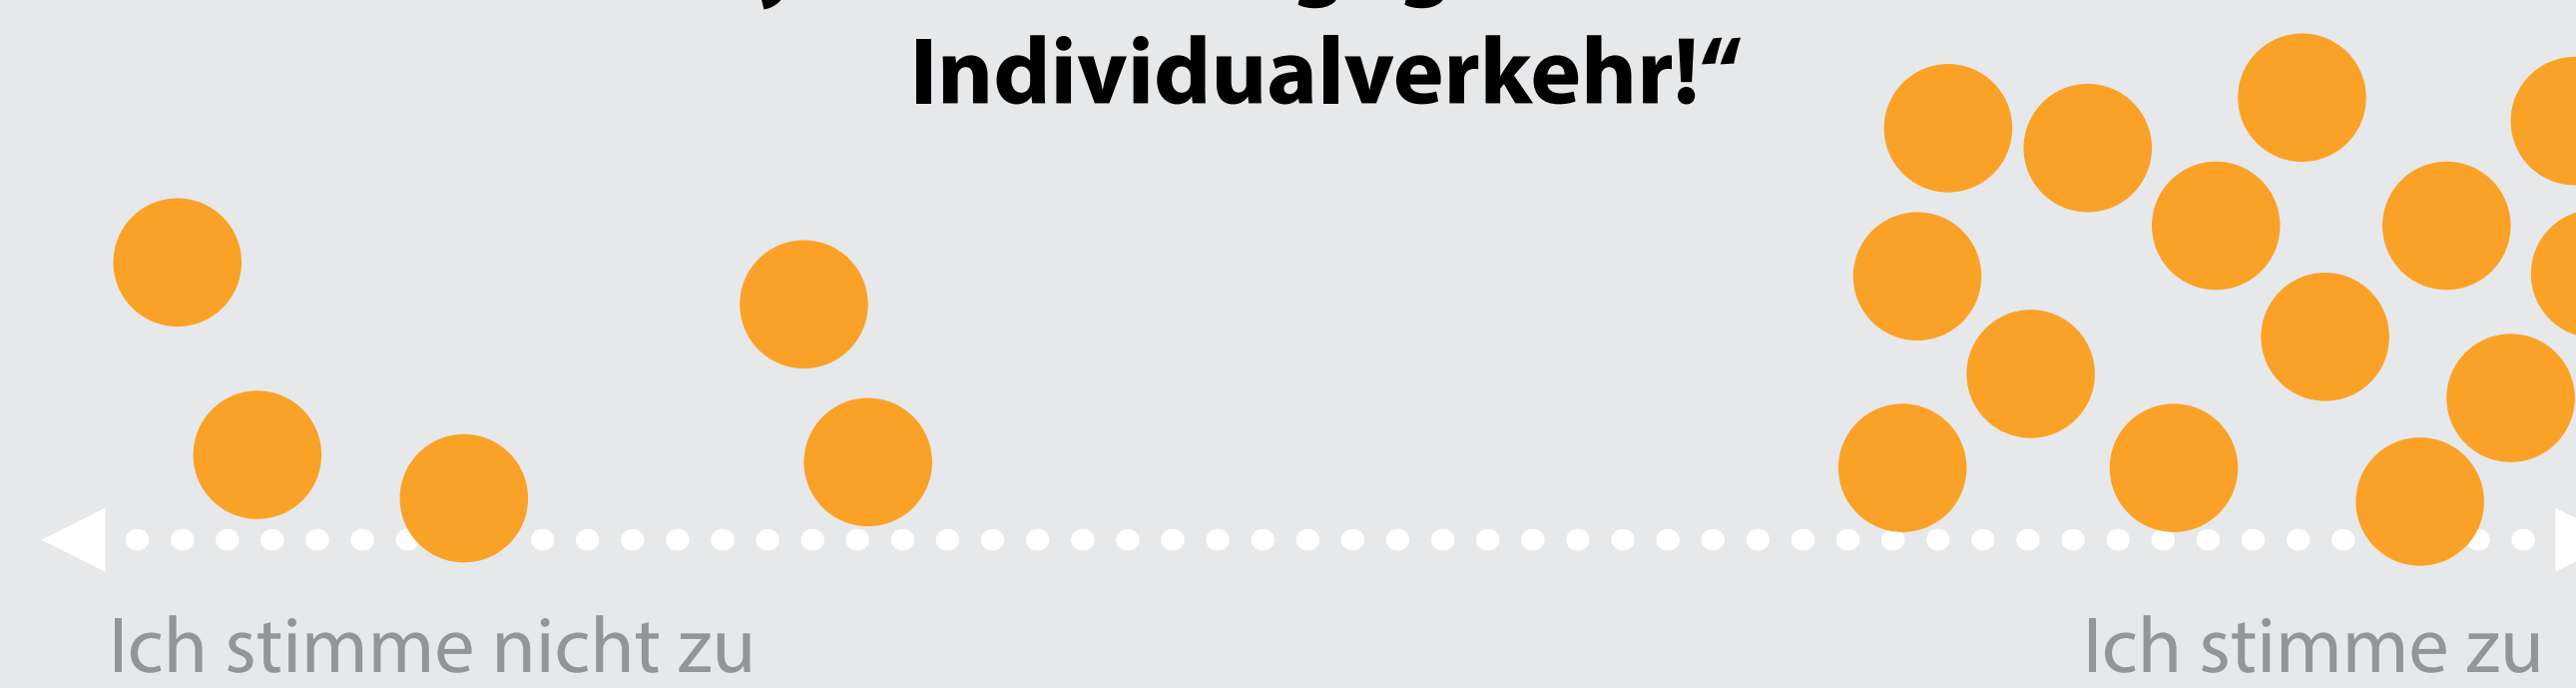 Individualverkehr!“
Ich stimme nicht zu
Ich stimme zu